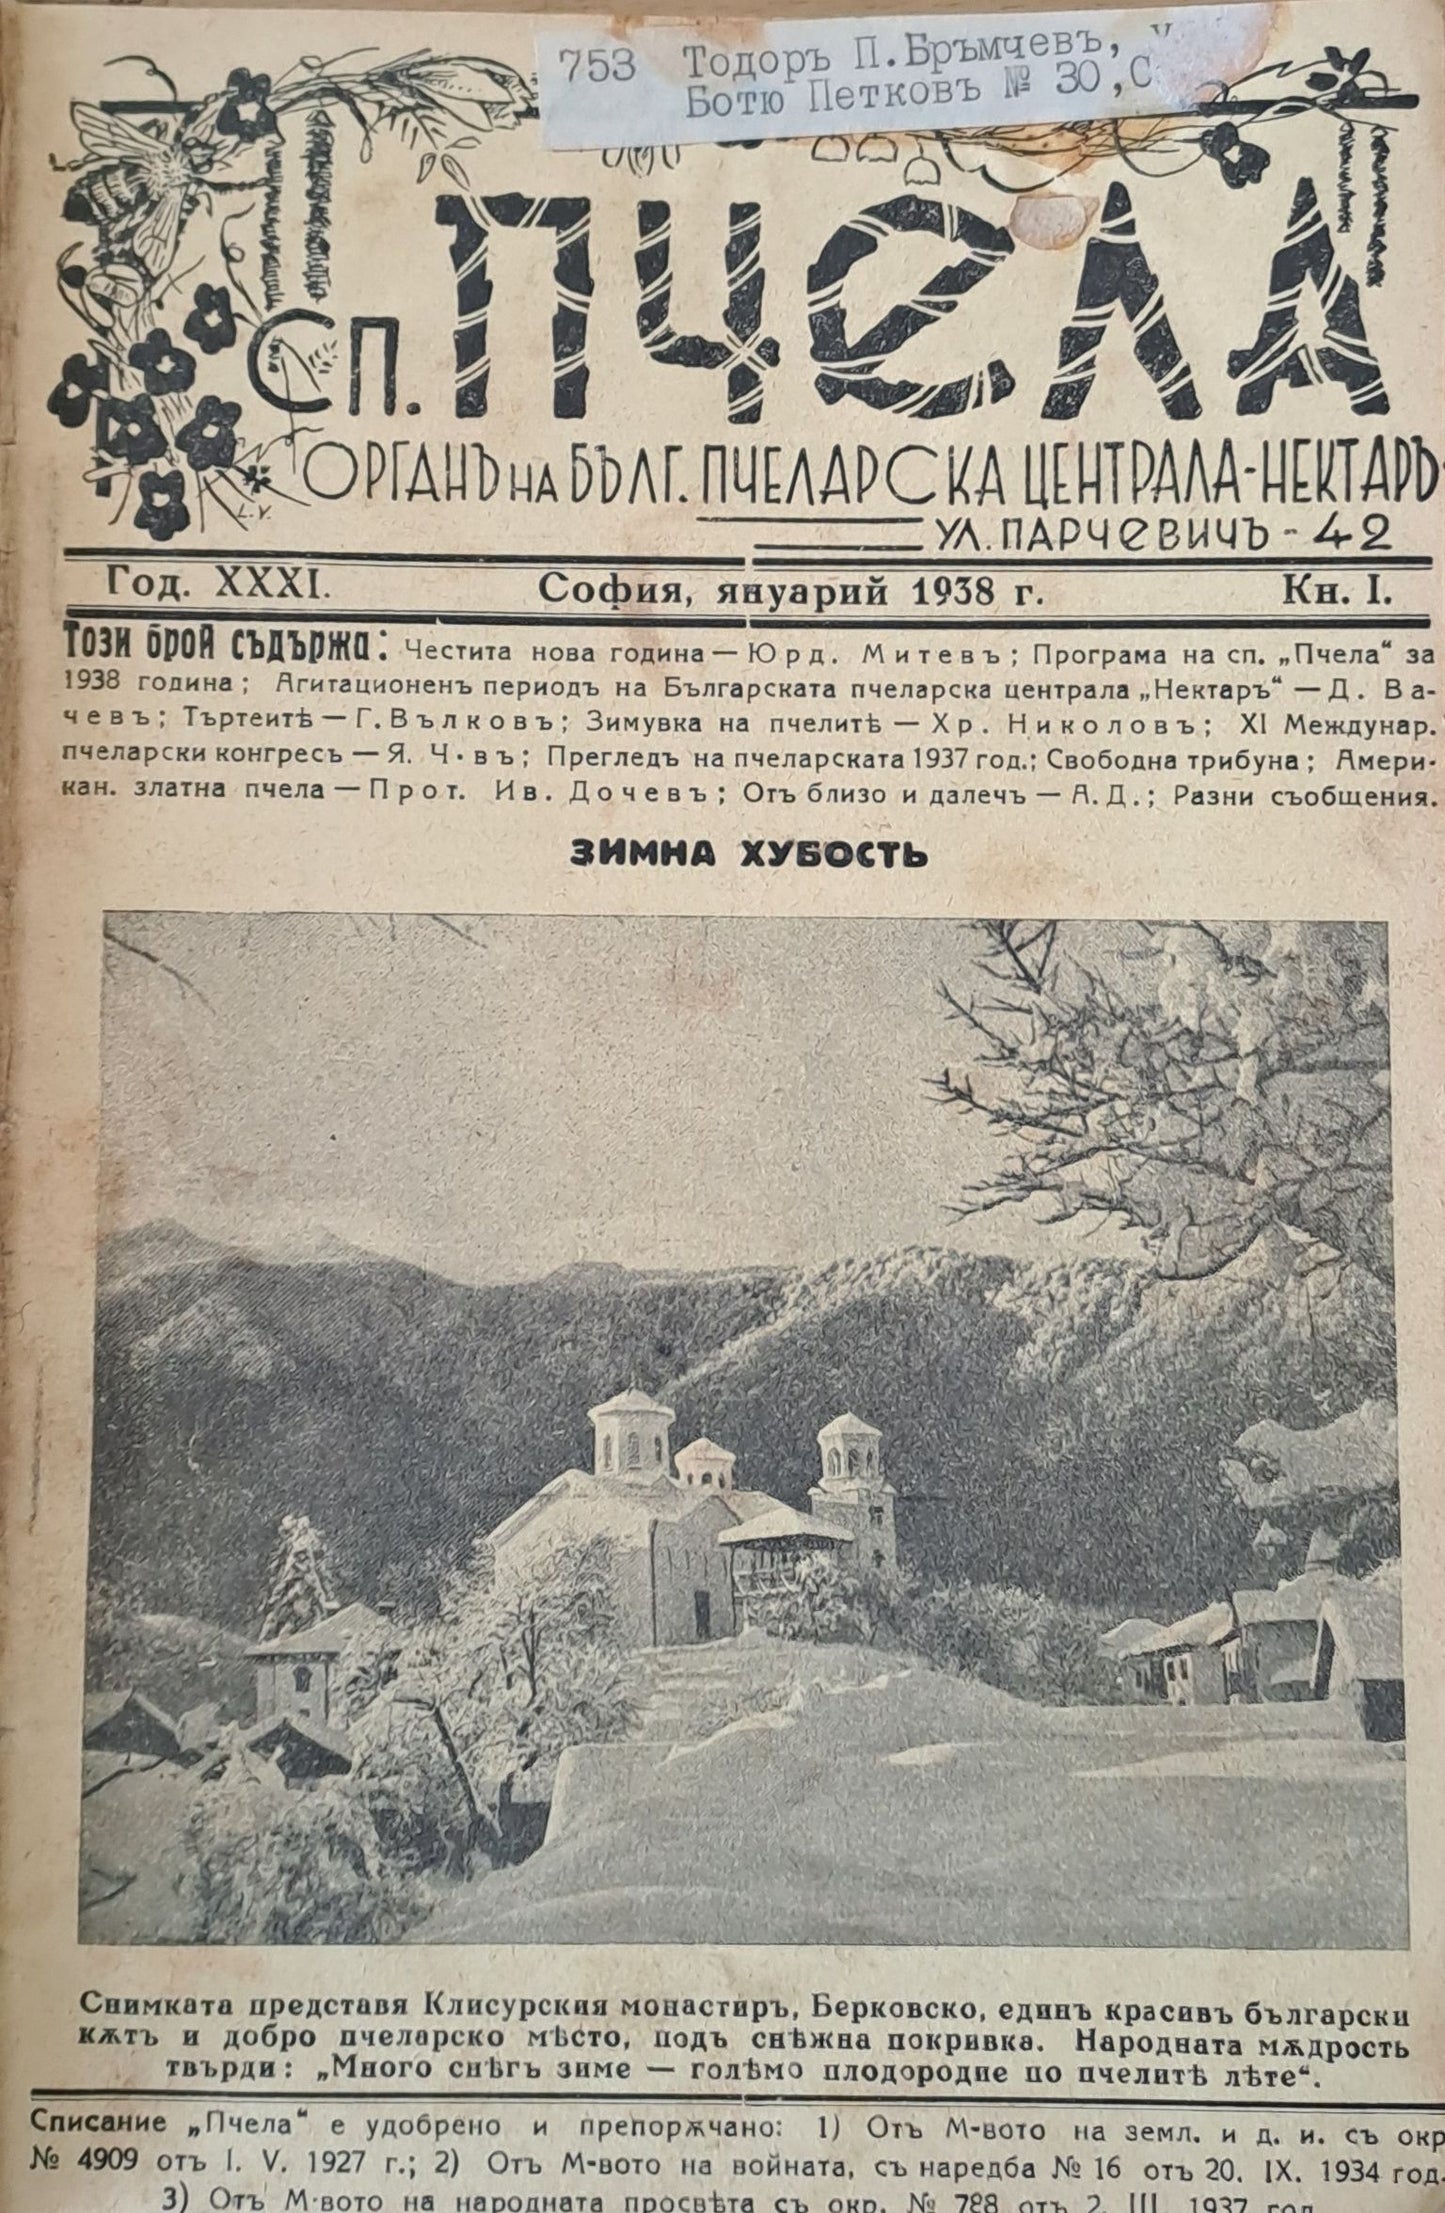 753 Тодоръ П.Бръмчевъ,
Ботю Петковъ № 30,С
Сп. ПЧеЛА
ОРГАНЪ НА БЪЛГ. ПЧЕЛАРСКА ЦЕНТРАЛА-НЕКТАРЪ-
УЛ. ПАРЧеВИЧЪ - 42
Год. XXXI. София, януарий 1938 г. Кн. I.
Този брой съдържа: Честита нова година — Юрд. Митевъ; Програма на сп. „Пчела“ за
1938 година; Агитационенъ периодъ на Българската пчеларска централа „Нектаръ“ — Д. Ва-
чевъ; Търтеитѣ — Г. Вълковъ; Зимувка на пчелитѣ — Хр. Николовъ; XI Междунар.
пчеларски конгресъ — Я. Ч-въ; Прегледъ на пчеларската 1937 год.; Свободна трибуна; Амери-
кан. златна пчела — Прот. Ив. Дочевъ; Отъ близо и далечъ — А. Д.; Разни съобщения.
ЗИМНА ХУБОСТЬ
Снимката представя Клисурския монастиръ, Берковско, единъ красивъ български
кѫтъ и добро пчеларско мѣсто, подъ снѣжна покривка. Народната мѫдрость
твърди: „Много снѣгъ зиме — голѣмо плодородие по пчелитѣ лѣте“.
Списание „Пчела“ е удобрено и препорѫчано: 1) Отъ М-вото на земл. и д. и. съ окр
№ 4909 отъ I. V. 1927 г.; 2) Отъ М-вото на войната, съ наредба № 16 отъ 20. IX. 1934 год.
3) Отъ М-вото на народната просвѣта съ окр. № 788 отъ 2. III. 1937 год